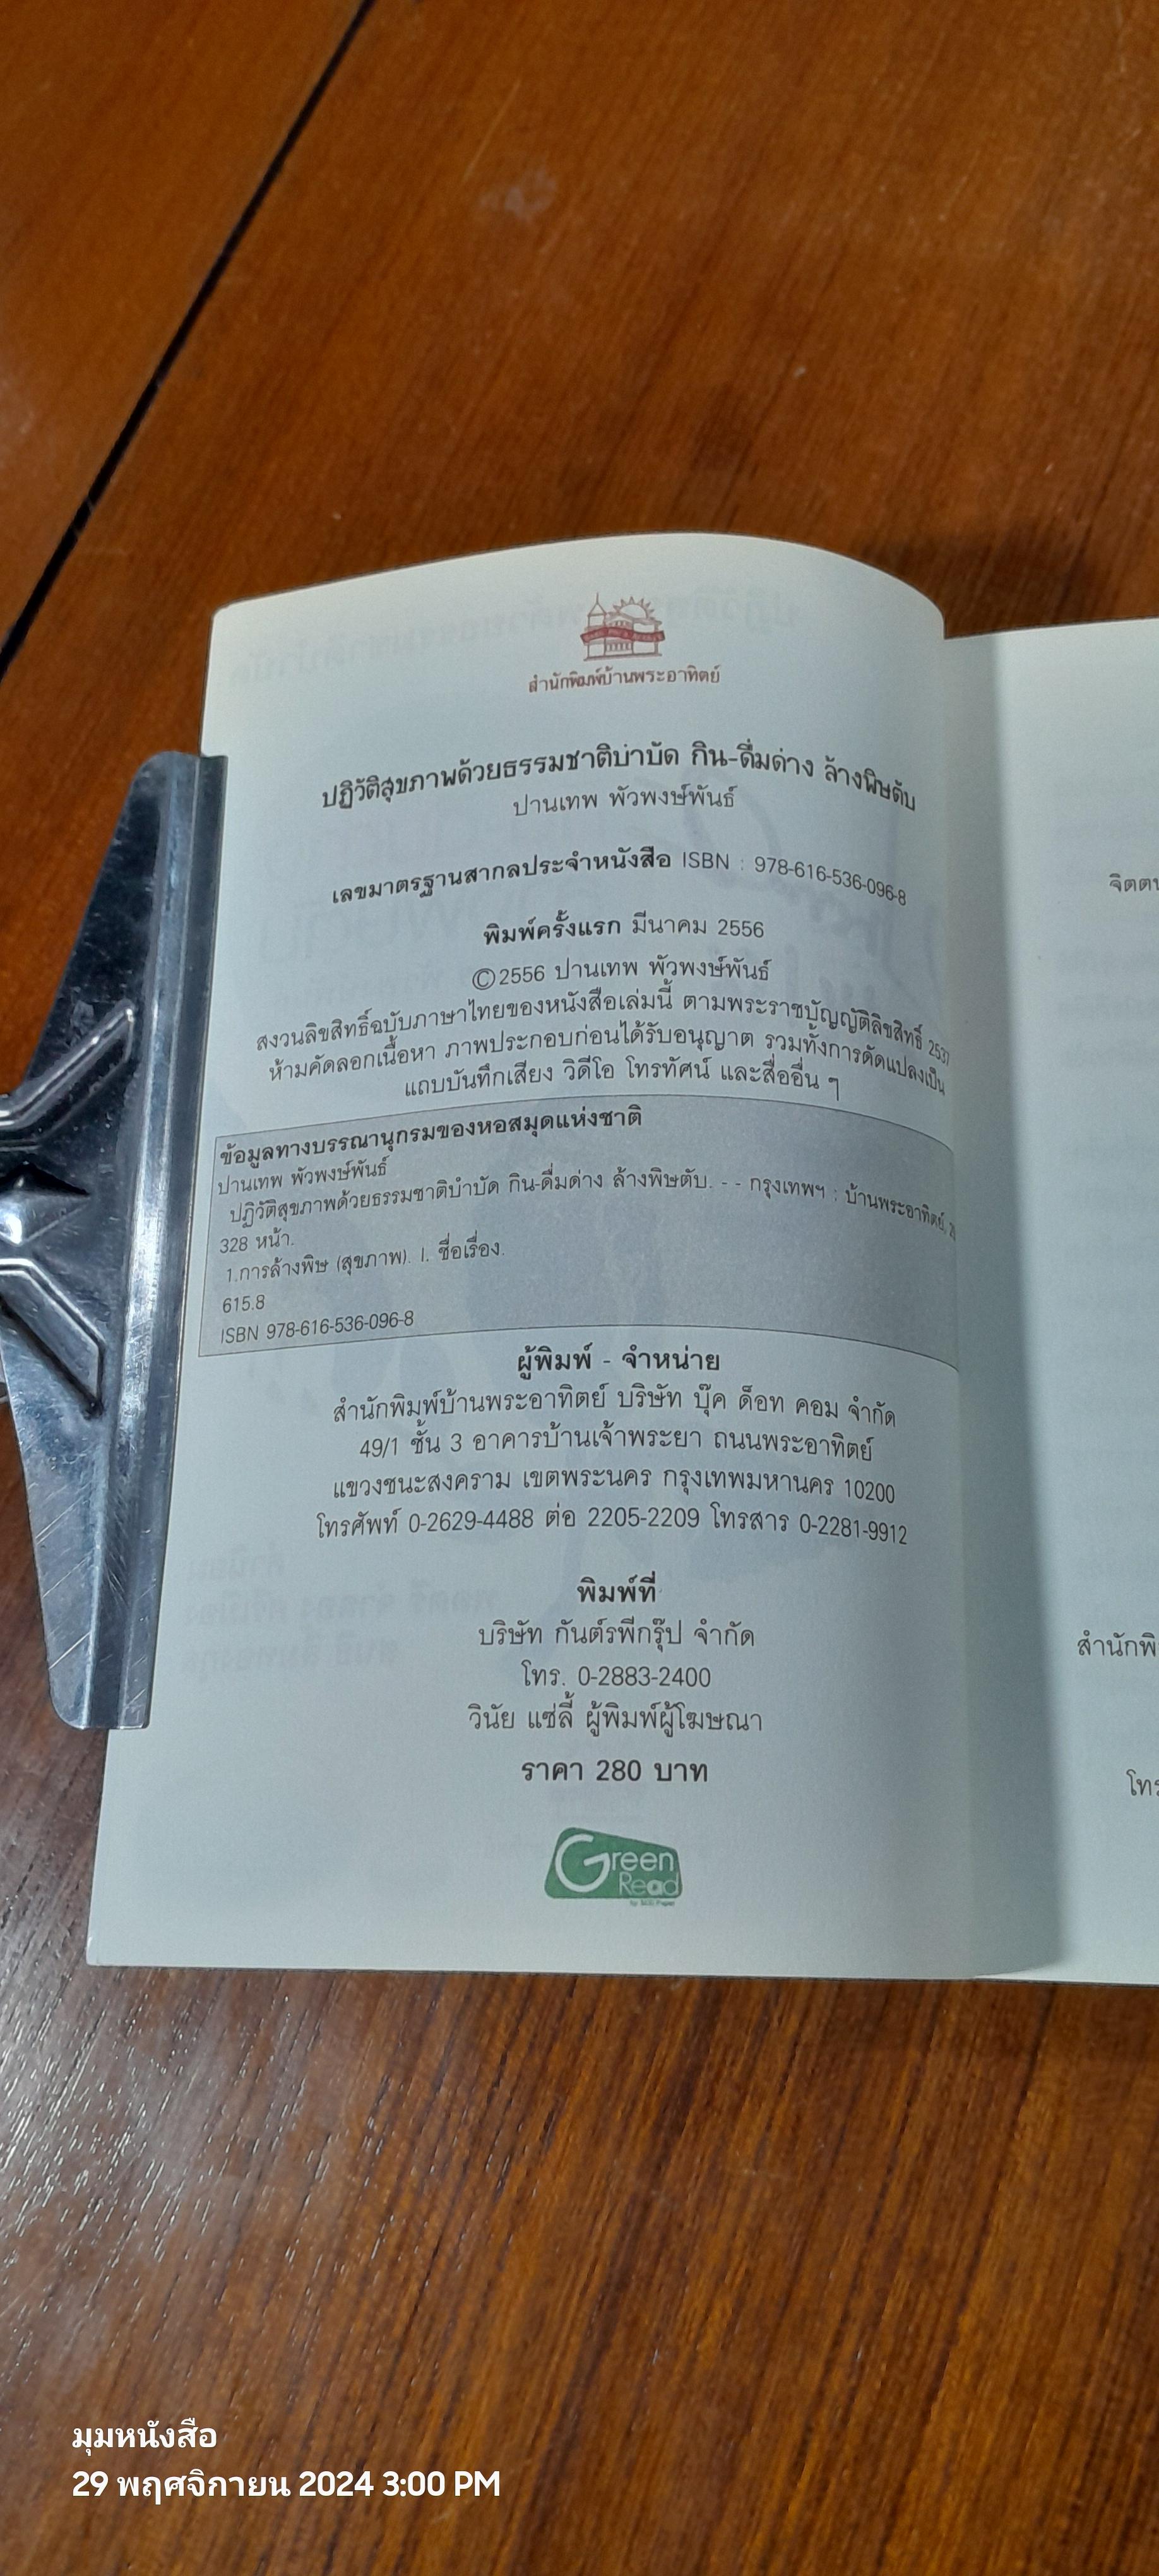 สำนักพิมพ์บ้านพระอาทิตย์
ปฏิวัติสุขภาพด้วยธรรมชาติบำบัด กิน-ดื่มด่าง ล้างพิษตับ
ปานเทพ พัวพงษ์พันธ์
เลขมาตรฐานสากลประจำหนังสือ ISBN : 978-616-536-096-8
พิมพ์ครั้งแรก มีนาคม 2556
©2556 ปานเทพ พัวพงษ์พันธ์
สงวนลิขสิทธิ์ฉบับภาษาไทยของหนังสือเล่มนี้ ตามพระราชบัญญัติลิขสิทธิ์ 2537
ห้ามคัดลอกเนื้อหา ภาพประกอบก่อนได้รับอนุญาต รวมทั้งการดัดแปลงเป็น
แถบบันทึกเสียง วิดีโอ โทรทัศน์ และสื่ออื่น ๆ
ข้อมูลทางบรรณานุกรมของหอสมุดแห่งชาติ
ปานเทพ พัวพงษ์พันธ์
ปฏิวัติสุขภาพด้วยธรรมชาติบำบัด กิน-ดื่มด่าง ล้างพิษตับ. - - กรุงเทพฯ : บ้านพระอาทิตย์,
328 หน้า.
1.การล้างพิษ (สุขภาพ). I. ชื่อเรื่อง.
615.8
ISBN 978-616-536-096-8
ผู้พิมพ์ - จำหน่าย
สำนักพิมพ์บ้านพระอาทิตย์ บริษัท บุ๊ค ด็อท คอม จำกัด
49/1 ชั้น 3 อาคารบ้านเจ้าพระยา ถนนพระอาทิตย์
แขวงชนะสงคราม เขตพระนคร กรุงเทพมหานคร 10200
โทรศัพท์ 0-2629-4488 ต่อ 2205-2209 โทรสาร 0-2281-9912
พิมพ์ที่
บริษัท กันต์รพีกรุ๊ป จำกัด
โทร. 0-2883-2400
วินัย แซ่ลี้ ผู้พิมพ์ผู้โฆษณา
ราคา 280 บาท
Green
Read
มุมหนังสือ
29 พฤศจิกายน 2024 3:00 PM